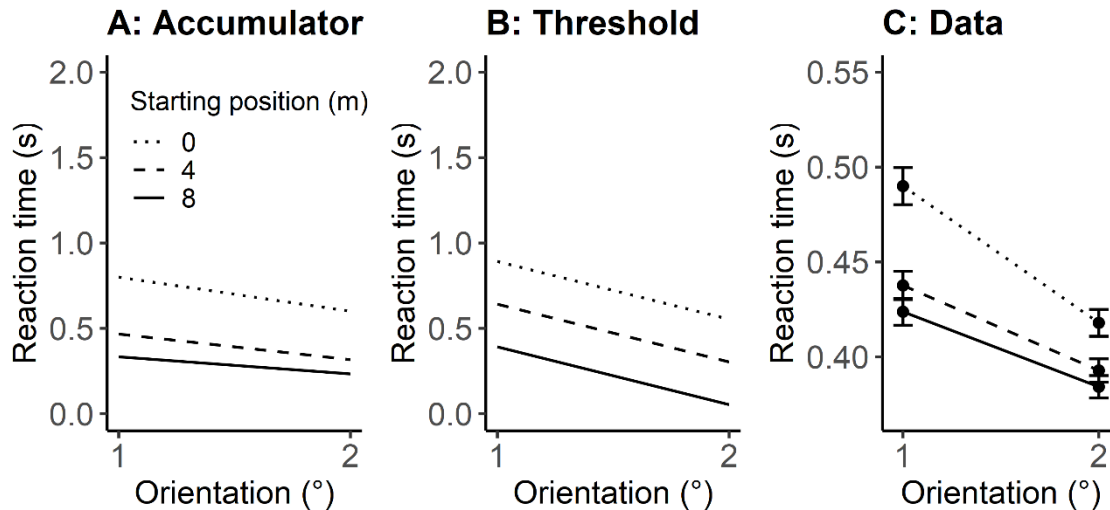 A: Accumulator
2.0
1.5
1.0
0.5
0.0
Reaction time (s)
Starting position (m)
0
4
8
1
2
Orientation (°)
B: Threshold
2.0
1.5
1.0
0.5
0.0
Reaction time (s)
1
2
Orientation (°)
C: Data
0.55
0.50
0.45
0.40
Reaction time (s)
1
2
Orientation (°)